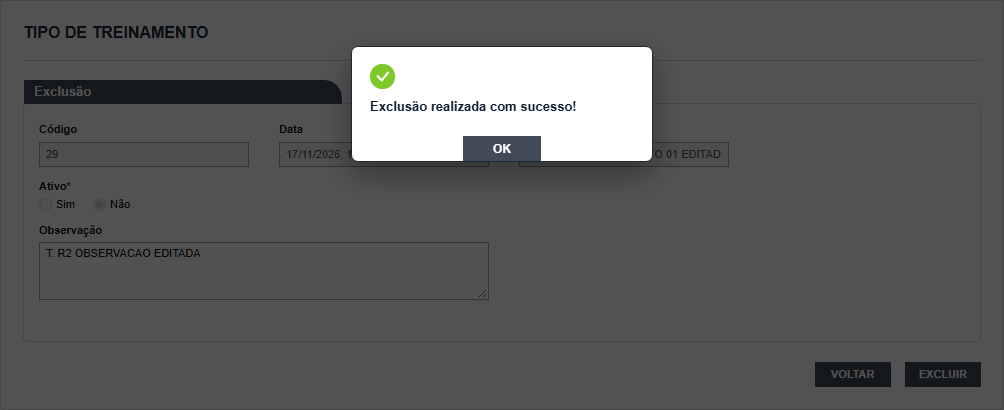 TIPO DE TREINAMENTO
Exclusão realizada com sucesso!
OK
Exclusão
Código
Data
29
17/11/2026, 1
01 EDITAD
Ativo*
Sim
Não
Observação
T. R2 OBSERVACAO EDITADA
VOLTAR
EXCLUIR